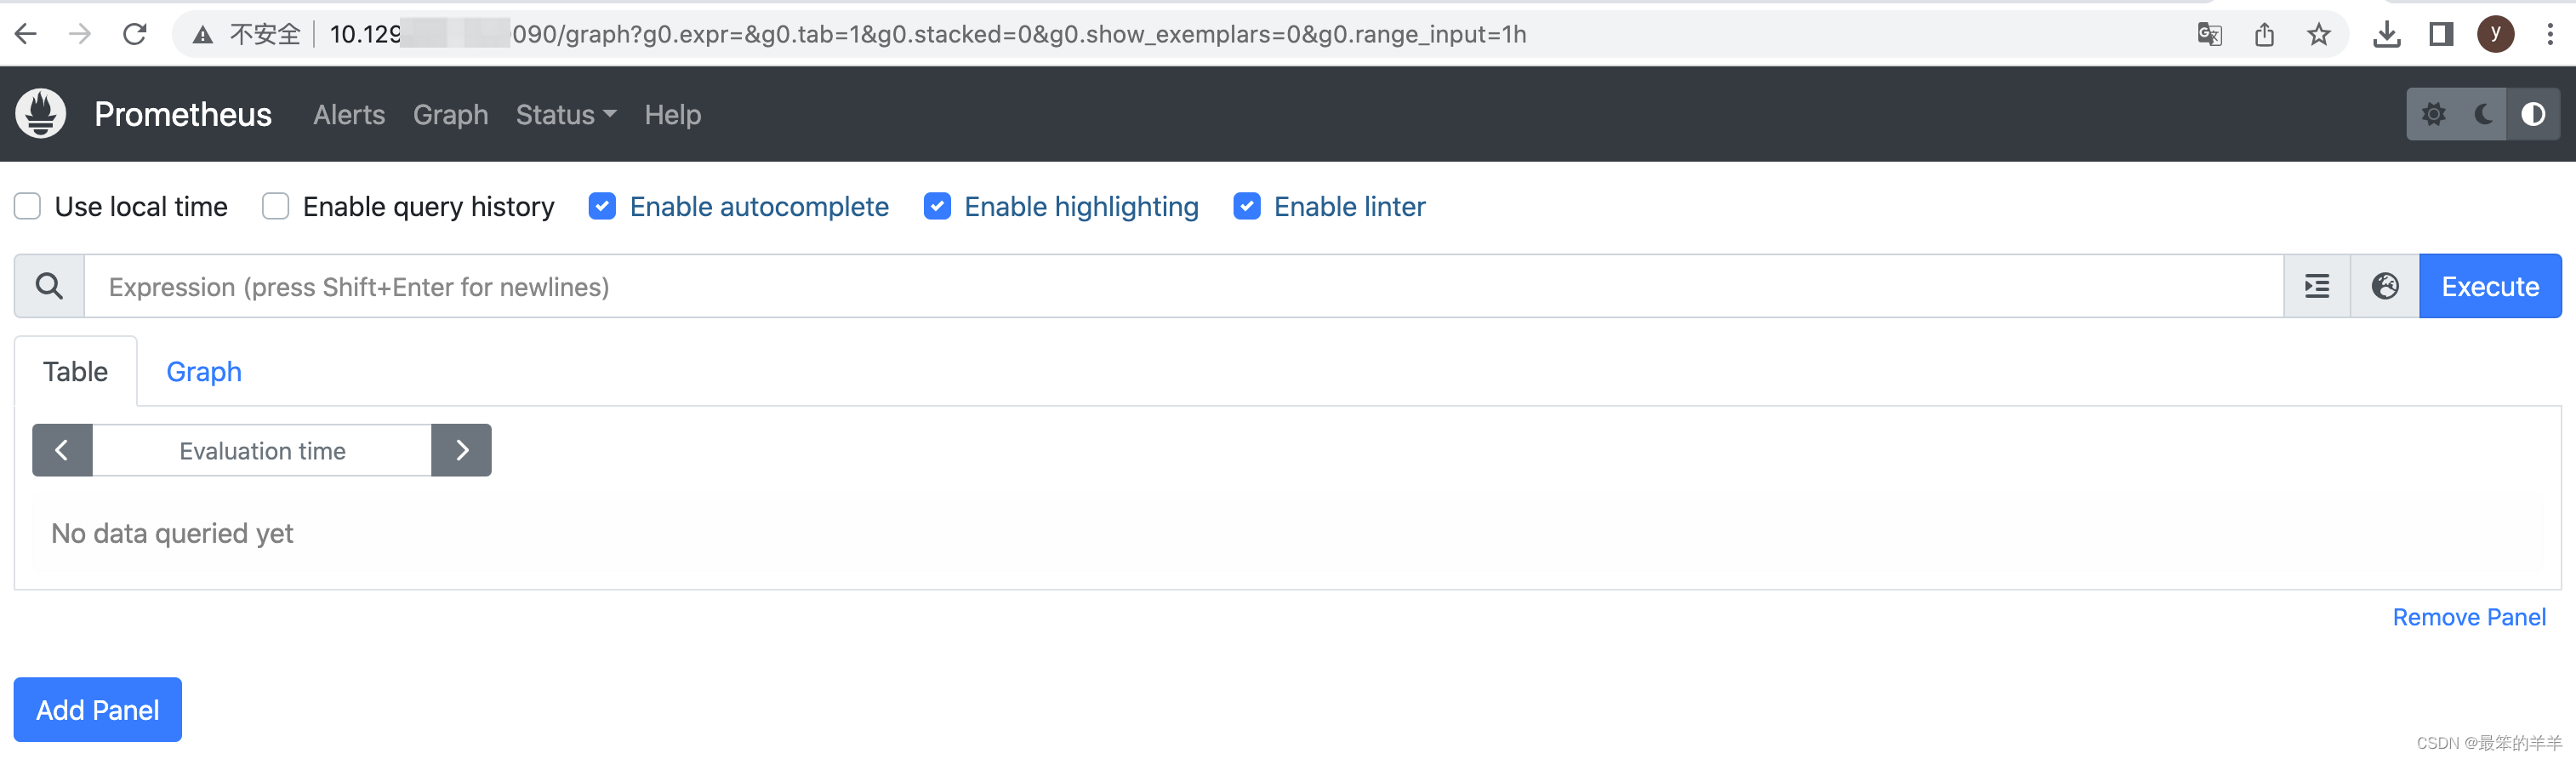 不安全 10.129 090/graph?g0.expr=&g0.tab=1&g0.stacked=0&g0.show_exemplars=0&g0.range_input=1h y
Prometheus Alerts Graph Status Help
Use local time Enable query history Enable autocomplete Enable highlighting Enable linter
Expression (press Shift+Enter for newlines) Execute
Table Graph
Evaluation time
No data queried yet
Remove Panel
Add Panel
CSDN @最笨的羊羊